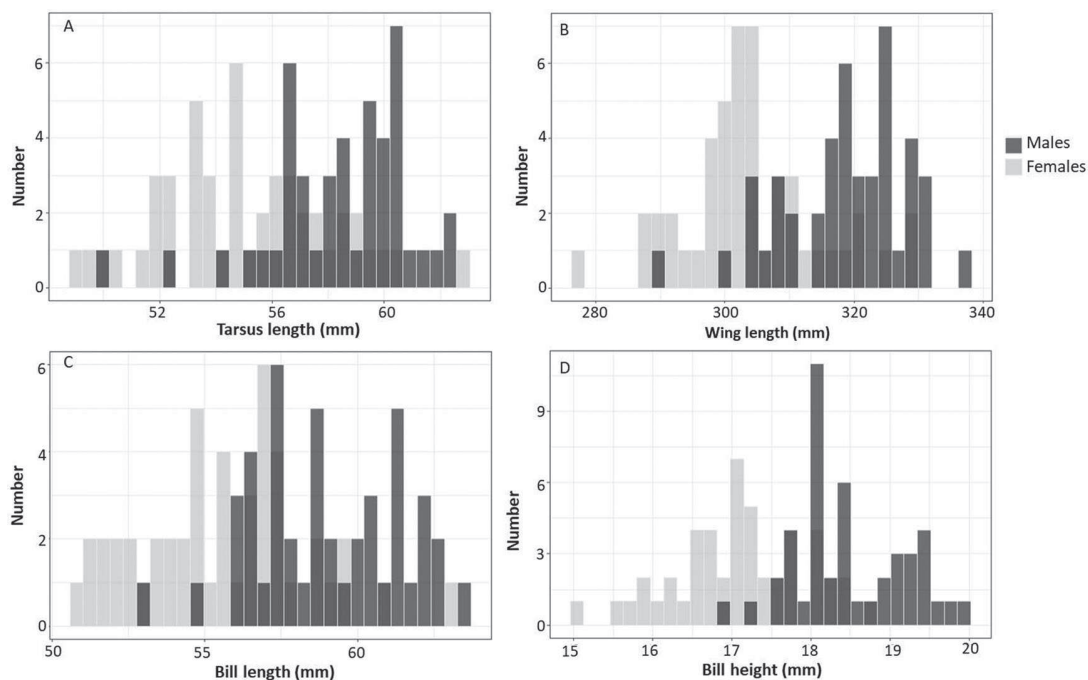 A
6
4
2
0
Number
52
56
60
Tarsus length (mm)
B
6
4
2
0
Number
280
300
320
340
Wing length (mm)
Males
Females
C
6
4
2
0
Number
50
55
60
Bill length (mm)
D
9
6
3
0
Number
15
16
17
18
19
20
Bill height (mm)